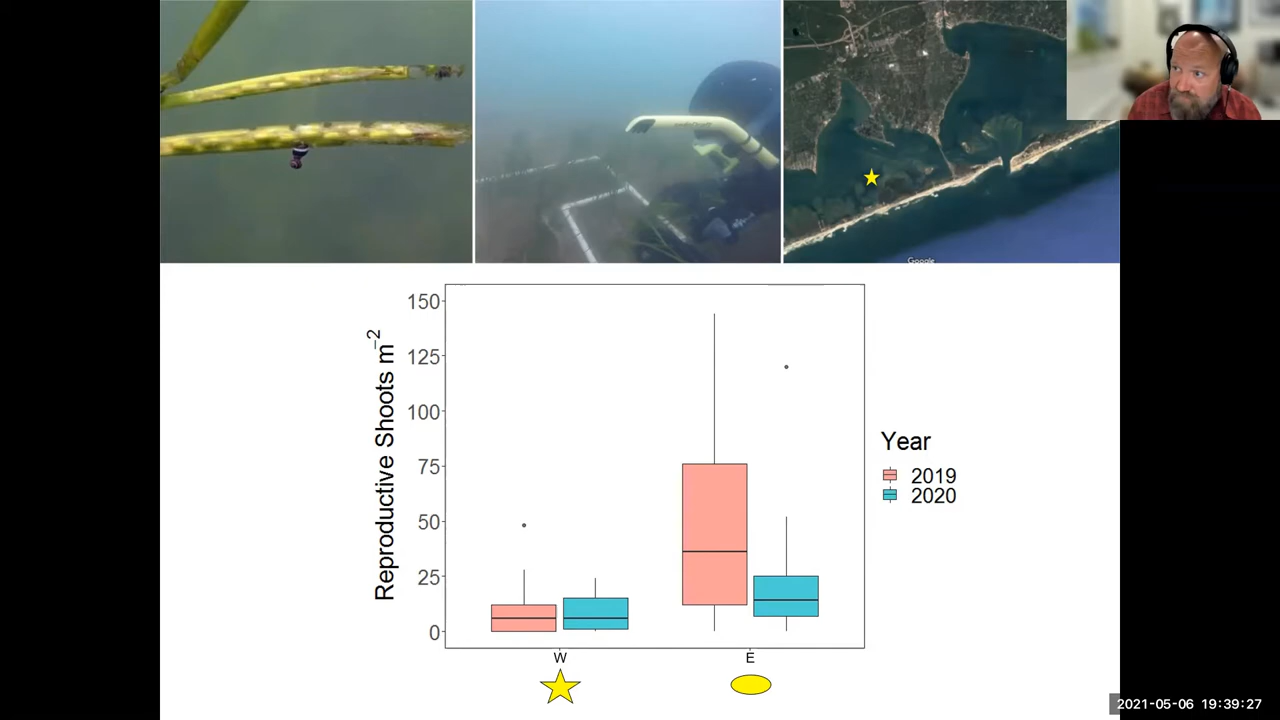 Google
150
125
100
75
50
25
0
Reproductive Shoots m⁻²
W
E
Year
2019
2020
2021-05-06 19:39:27